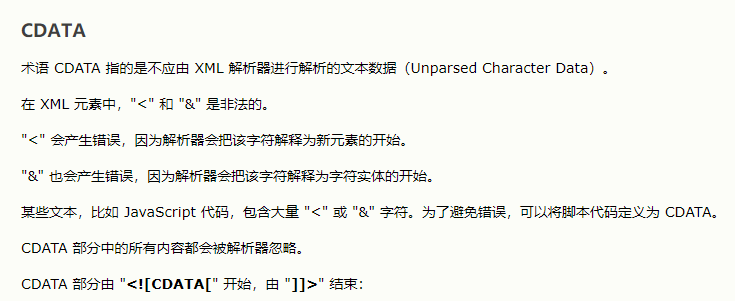 CDATA
术语 CDATA 指的是不应由 XML 解析器进行解析的文本数据（Unparsed Character Data）。
在 XML 元素中，"<" 和 "&" 是非法的。
"<" 会产生错误，因为解析器会把该字符解释为新元素的开始。
"&" 也会产生错误，因为解析器会把该字符解释为字符实体的开始。
某些文本，比如 JavaScript 代码，包含大量 "<" 或 "&" 字符。为了避免错误，可以将脚本代码定义为 CDATA。
CDATA 部分中的所有内容都会被解析器忽略。
CDATA 部分由 "<![CDATA[" 开始，由 "]]>" 结束：